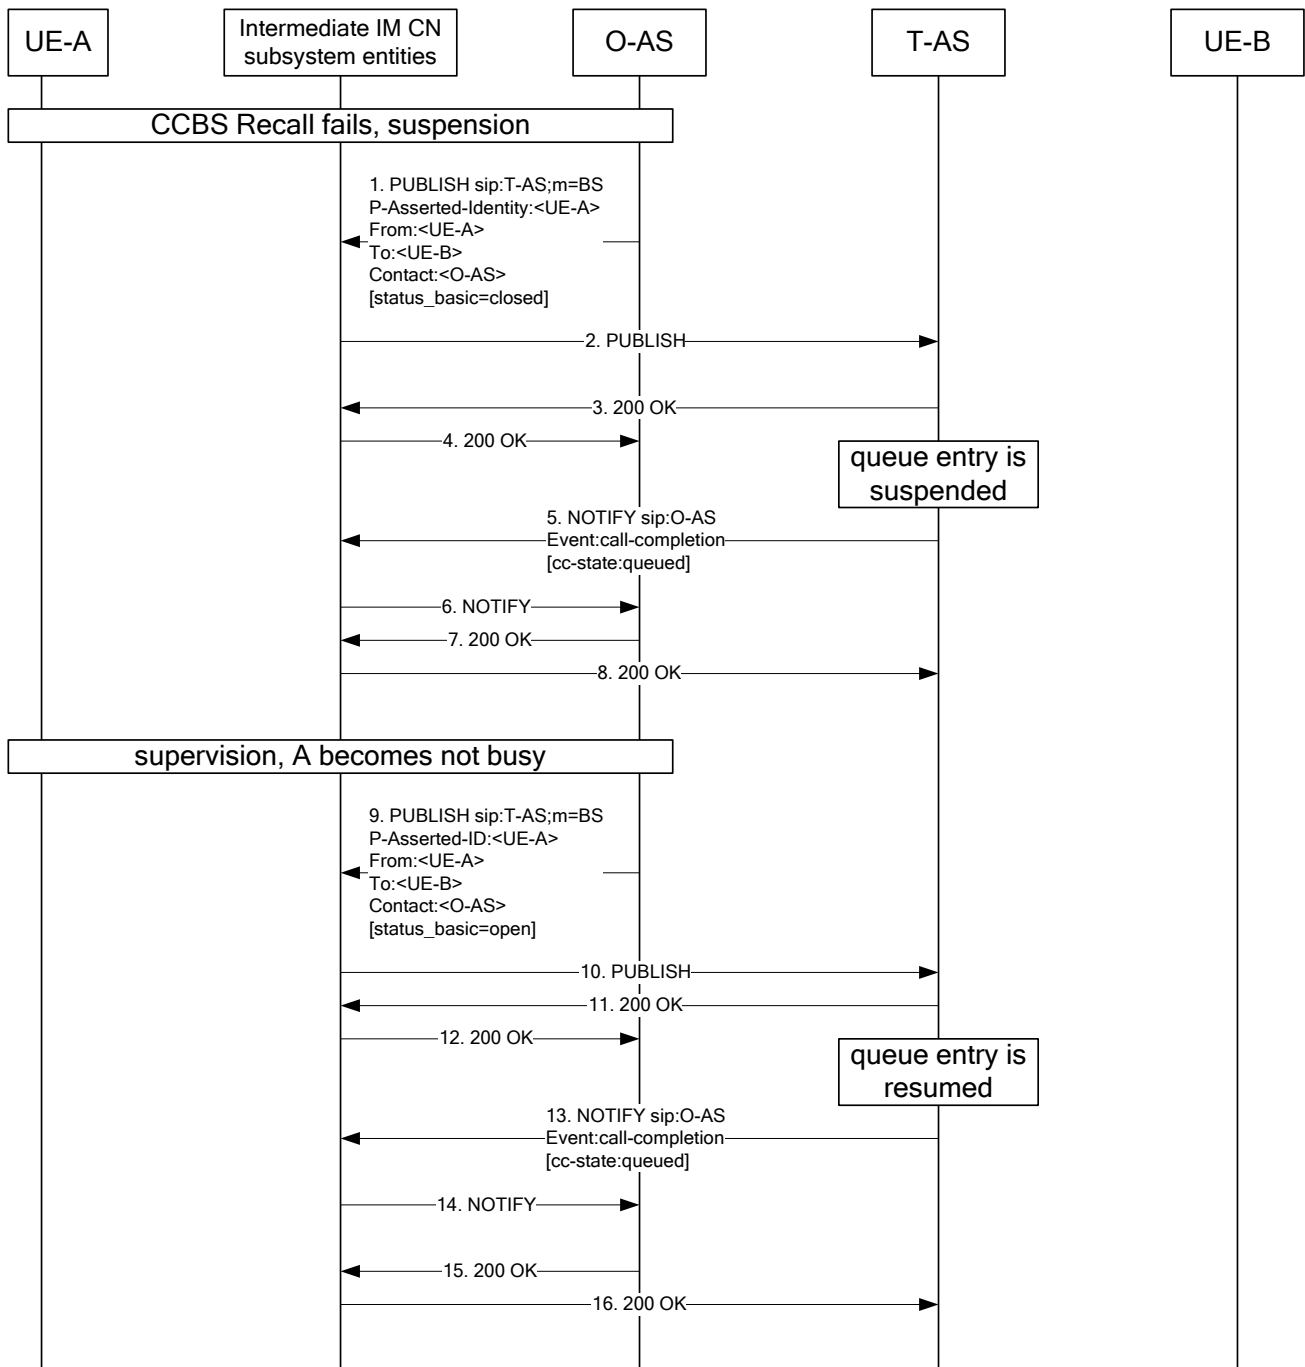 UE-A
Intermediate IM CN
subsystem entities
O-AS
T-AS
UE-B
CCBS Recall fails, suspension
1. PUBLISH sip:T-AS;m=BS
P-Asserted-Identity:<UE-A>
From:<UE-A>
To:<UE-B>
Contact:<O-AS>
[status_basic=closed]
2. PUBLISH
3. 200 OK
4. 200 OK
queue entry is
suspended
5. NOTIFY sip:O-AS
Event:call-completion
[cc-state:queued]
6. NOTIFY
7. 200 OK
8. 200 OK
supervision, A becomes not busy
9. PUBLISH sip:T-AS;m=BS
P-Asserted-ID:<UE-A>
From:<UE-A>
To:<UE-B>
Contact:<O-AS>
[status_basic=open]
10. PUBLISH
11. 200 OK
12. 200 OK
queue entry is
resumed
13. NOTIFY sip:O-AS
Event:call-completion
[cc-state:queued]
14. NOTIFY
15. 200 OK
16. 200 OK